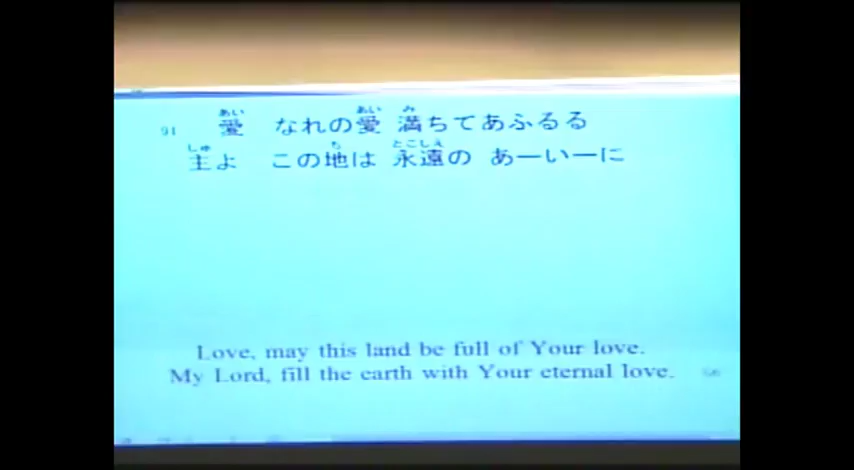 91 愛 なれの愛 満ちてあふるる
主よ この地は 永遠の あーいーに
Love, may this land be full of Your love.
My Lord, fill the earth with Your eternal love.